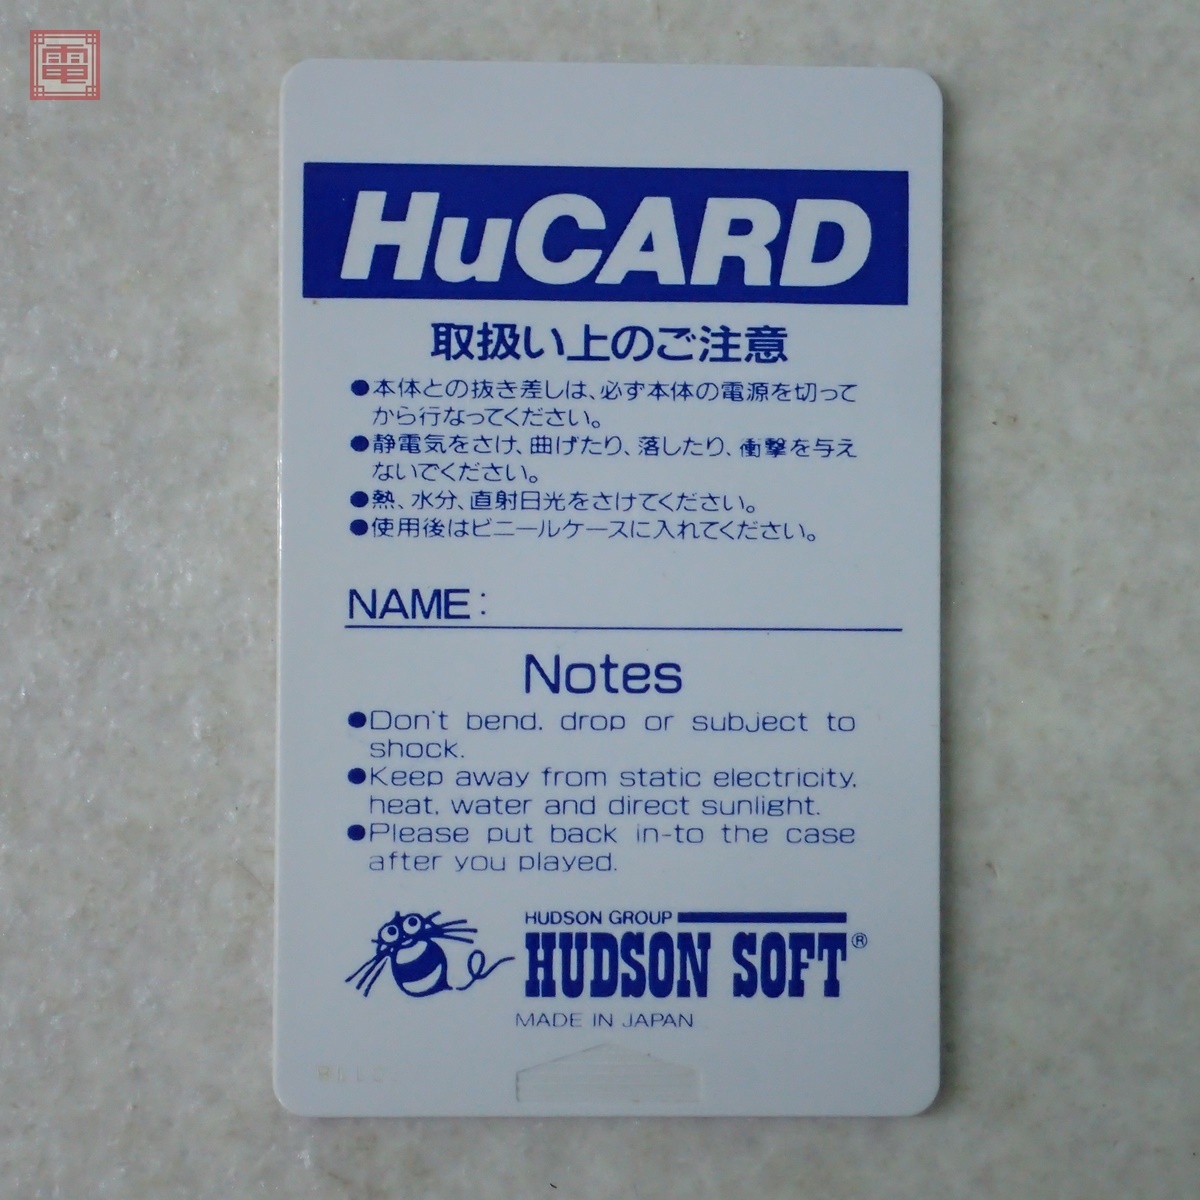 電
HuCARD
取扱い上のご注意
●本体との抜き差しは、必ず本体の電源を切って
から行なってください。
●静電気をさけ、曲げたり、落したり、衝撃を与え
ないでください。
●熱、水分、直射日光をさけてください。
●使用後はビニールケースに入れてください。
NAME:
Notes
●Don't bend, drop or subject to
shock.
●Keep away from static electricity,
heat, water and direct sunlight.
●Please put back in-to the case
after you played.
HUDSON GROUP
HUDSON SOFT®
MADE IN JAPAN